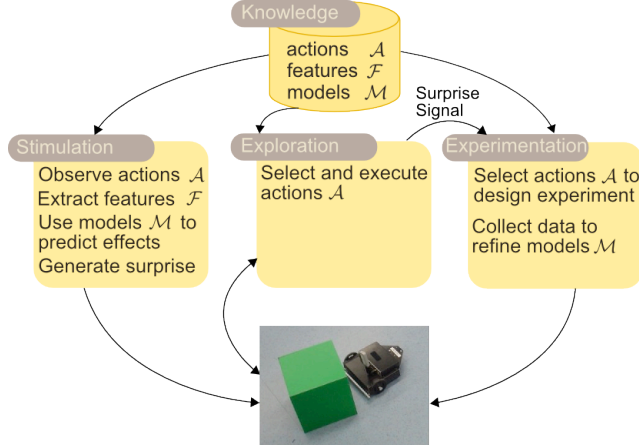 Knowledge
actions 𝒜
features ℱ
models ℳ
Surprise
Signal
Stimulation
Observe actions 𝒜
Extract features ℱ
Use models ℳ to
predict effects
Generate surprise
Exploration
Select and execute
actions 𝒜
Experimentation
Select actions 𝒜 to
design experiment
Collect data to
refine models ℳ